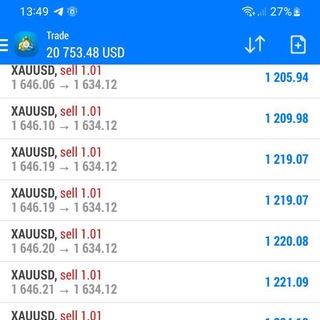 13:49 27%
Trade
20 753.48 USD
XAUUSD, sell 1.01
1 646.06 → 1 634.12 1 205.94
XAUUSD, sell 1.01
1 646.10 → 1 634.12 1 209.98
XAUUSD, sell 1.01
1 646.19 → 1 634.12 1 219.07
XAUUSD, sell 1.01
1 646.19 → 1 634.12 1 219.07
XAUUSD, sell 1.01
1 646.20 → 1 634.12 1 220.08
XAUUSD, sell 1.01
1 646.21 → 1 634.12 1 221.09
XAUUSD, sell 1.01